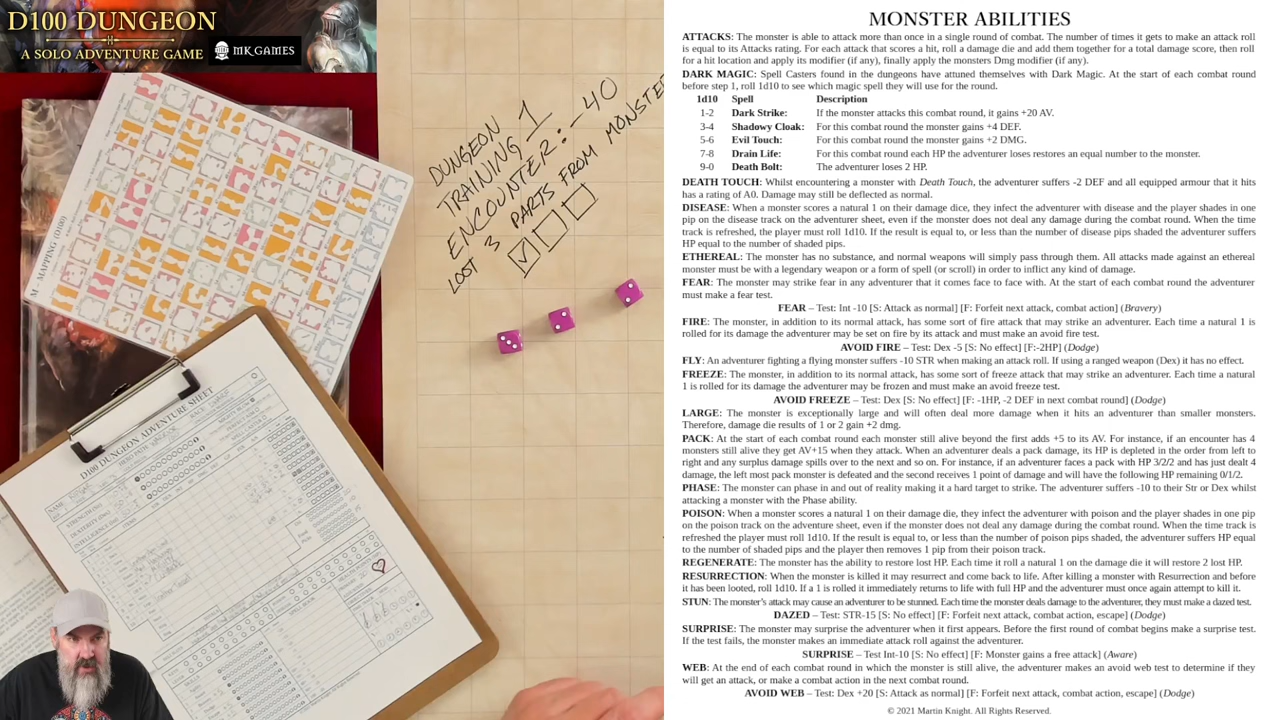 D100 DUNGEON
A SOLO ADVENTURE GAME
MK GAMES
MAPPING (D100)
DUNGEON
TRAINING 1
ENCOUNTER: -40
LOST 3 PARTS FROM MONSTE
D100 DUNGEON ADVENTURE SHEET
MONSTER ABILITIES
ATTACKS: The monster is able to attack more than once in a single round of combat. The number of times it gets to make an attack roll
is equal to its Attacks rating. For each attack that scores a hit, roll a damage die and add them together for a total damage score, then roll
for a hit location and apply its modifier (if any), finally apply the monsters Dmg modifier (if any).
DARK MAGIC: Spell Casters found in the dungeons have attuned themselves with Dark Magic. At the start of each combat round
before step 1, roll 1d10 to see which magic spell they will use for the round.
1d10 Spell Description
1-2 Dark Strike: If the monster attacks this combat round, it gains +20 AV.
3-4 Shadowy Cloak: For this combat round the monster gains +4 DEF.
5-6 Evil Touch: For this combat round the monster gains +2 DMG.
7-8 Drain Life: For this combat round each HP the adventurer loses restores an equal number to the monster.
9-0 Death Bolt: The adventurer loses 2 HP.
DEATH TOUCH: Whilst encountering a monster with Death Touch, the adventurer suffers -2 DEF and all equipped armour that it hits
has a rating of A0. Damage may still be deflected as normal.
DISEASE: When a monster scores a natural 1 on their damage dice, they infect the adventurer with disease and the player shades in one
pip on the disease track on the adventurer sheet, even if the monster does not deal any damage during the combat round. When the time
track is refreshed, the player must roll 1d10. If the result is equal to, or less than the number of disease pips shaded the adventurer suffers
HP equal to the number of shaded pips.
ETHEREAL: The monster has no substance, and normal weapons will simply pass through them. All attacks made against an ethereal
monster must be with a legendary weapon or a form of spell (or scroll) in order to inflict any kind of damage.
FEAR: The monster may strike fear in any adventurer that it comes face to face with. At the start of each combat round the adventurer
must make a fear test.
FEAR – Test: Int -10 [S: Attack as normal] [F: Forfeit next attack, combat action] (Bravery)
FIRE: The monster, in addition to its normal attack, has some sort of fire attack that may strike an adventurer. Each time a natural 1 is
rolled for its damage the adventurer may be set on fire by its attack and must make an avoid fire test.
AVOID FIRE – Test: Dex -5 [S: No effect] [F:-2HP] (Dodge)
FLY: An adventurer fighting a flying monster suffers -10 STR when making an attack roll. If using a ranged weapon (Dex) it has no effect.
FREEZE: The monster, in addition to its normal attack, has some sort of freeze attack that may strike an adventurer. Each time a natural
1 is rolled for its damage the adventurer may be frozen and must make an avoid freeze test.
AVOID FREEZE – Test: Dex [S: No effect] [F: -1HP, -2 DEF in next combat round] (Dodge)
LARGE: The monster is exceptionally large and will often deal more damage when it hits an adventurer than smaller monsters.
Therefore, damage die results of 1 or 2 gain +2 dmg.
PACK: At the start of each combat round each monster still alive beyond the first adds +5 to its AV. For instance, if an encounter has 4
monsters still alive they get AV+15 when they attack. When an adventurer deals a pack damage, its HP is depleted in the order from left to
right and any surplus damage spills over to the next and so on. For instance, if an adventurer faces a pack with HP 3/2/2 and has just dealt 4
damage, the left most pack monster is defeated and the second receives 1 point of damage and will have the following HP remaining 0/1/2.
PHASE: The monster can phase in and out of reality making it a hard target to strike. The adventurer suffers -10 to their Str or Dex whilst
attacking a monster with the Phase ability.
POISON: When a monster scores a natural 1 on their damage die, they infect the adventurer with poison and the player shades in one pip
on the poison track on the adventure sheet, even if the monster does not deal any damage during the combat round. When the time track is
refreshed the player must roll 1d10. If the result is equal to, or less than the number of poison pips shaded, the adventurer suffers HP equal
to the number of shaded pips and the player then removes 1 pip from their poison track.
REGENERATE: The monster has the ability to restore lost HP. Each time it roll a natural 1 on the damage die it will restore 2 lost HP.
RESURRECTION: When the monster is killed it may resurrect and come back to life. After killing a monster with Resurrection and before
it has been looted, roll 1d10. If a 1 is rolled it immediately returns to life with full HP and the adventurer must once again attempt to kill it.
STUN: The monster's attack may cause an adventurer to be stunned. Each time the monster deals damage to the adventurer, they must make a dazed test.
DAZED – Test: STR-15 [S: No effect] [F: Forfeit next attack, combat action, escape] (Dodge)
SURPRISE: The monster may surprise the adventurer when it first appears. Before the first round of combat begins make a surprise test.
If the test fails, the monster makes an immediate attack roll against the adventurer.
SURPRISE – Test Int-10 [S: No effect] [F: Monster gains a free attack] (Aware)
WEB: At the end of each combat round in which the monster is still alive, the adventurer makes an avoid web test to determine if they
will get an attack, or make a combat action in the next combat round.
AVOID WEB – Test: Dex +20 [S: Attack as normal] [F: Forfeit next attack, combat action, escape] (Dodge)
© 2021 Martin Knight. All Rights Reserved.